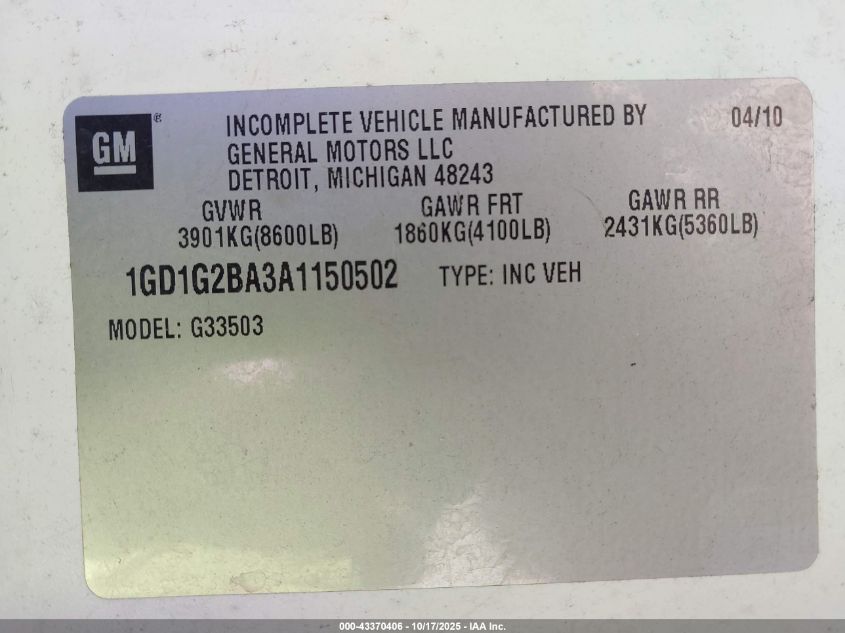 GM ®
INCOMPLETE VEHICLE MANUFACTURED BY 04/10
GENERAL MOTORS LLC
DETROIT, MICHIGAN 48243
GVWR GAWR FRT GAWR RR
3901KG(8600LB) 1860KG(4100LB) 2431KG(5360LB)
1GD1G2BA3A1150502 TYPE: INC VEH
MODEL: G33503
000-43370406 - 10/17/2025 - IAA Inc.